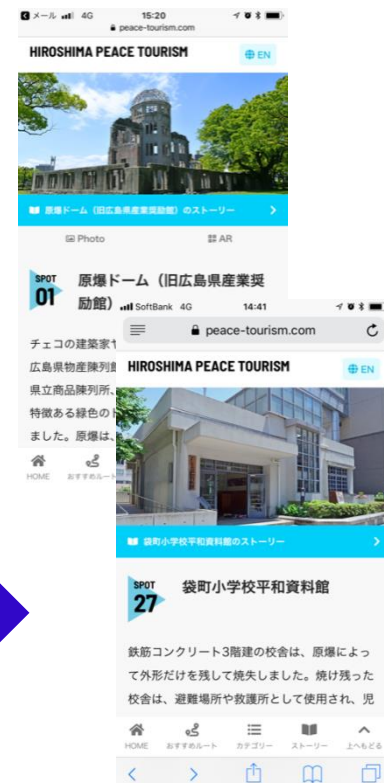 メール 4G 15:20
peace-tourism.com
HIROSHIMA PEACE TOURISM
EN
原爆ドーム（旧広島県産業奨励館）のストーリー
Photo
AR
SPOT
01
原爆ドーム（旧広島県産業奨
励館）
チェコの建築家
広島県物産陳列館
県立商品陳列所、
特徴ある緑色の
ました。原爆は、
HOME
おすすめルート
SoftBank 4G 14:41
peace-tourism.com
HIROSHIMA PEACE TOURISM
EN
袋町小学校平和資料館のストーリー
SPOT
27
袋町小学校平和資料館
鉄筋コンクリート3階建の校舎は、原爆によっ
て外形だけを残して焼失しました。焼け残った
校舎は、避難場所や救護所として使用され、児
HOME
おすすめルート
カテゴリー
ストーリー
上へもどる